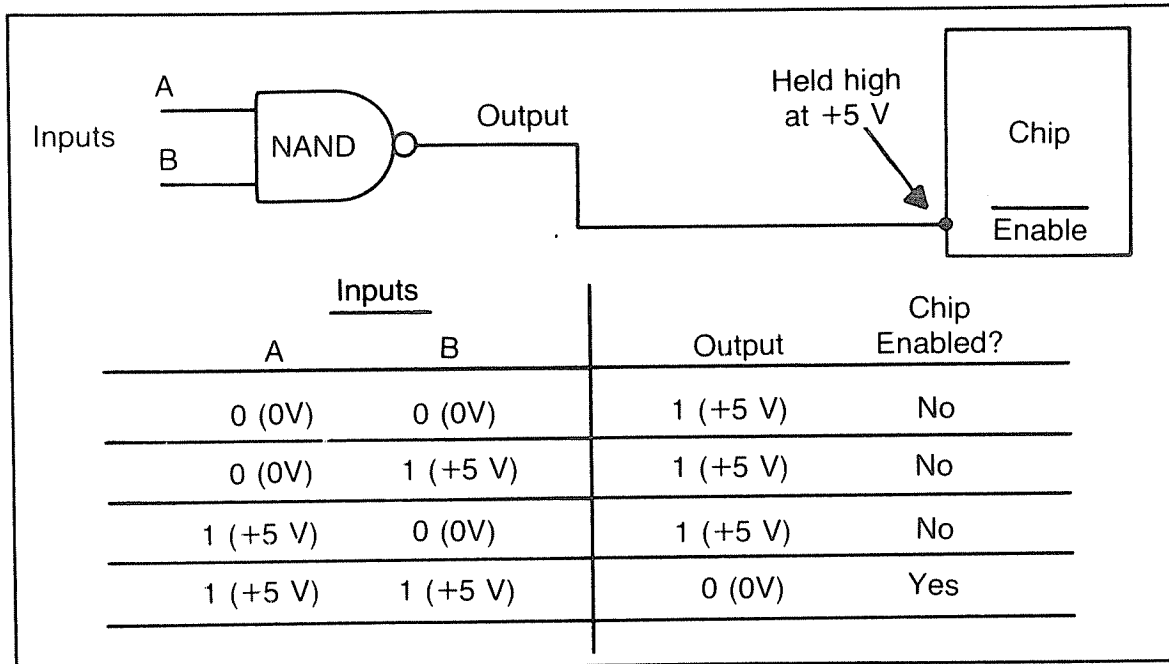 A
Inputs
B
NAND
Output
Held high
at +5 V
Chip
Enable
Inputs
A B Output Chip Enabled?
0 (0V) 0 (0V) 1 (+5 V) No
0 (0V) 1 (+5 V) 1 (+5 V) No
1 (+5 V) 0 (0V) 1 (+5 V) No
1 (+5 V) 1 (+5 V) 0 (0V) Yes